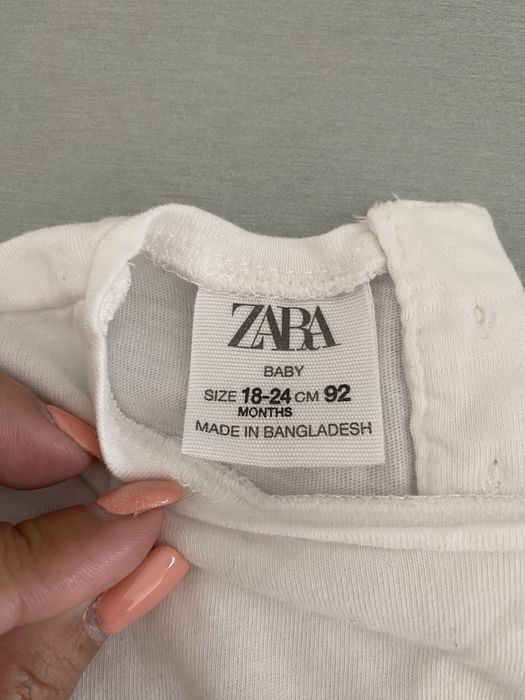 ZARA
BABY
SIZE 18-24 CM 92
MONTHS
MADE IN BANGLADESH